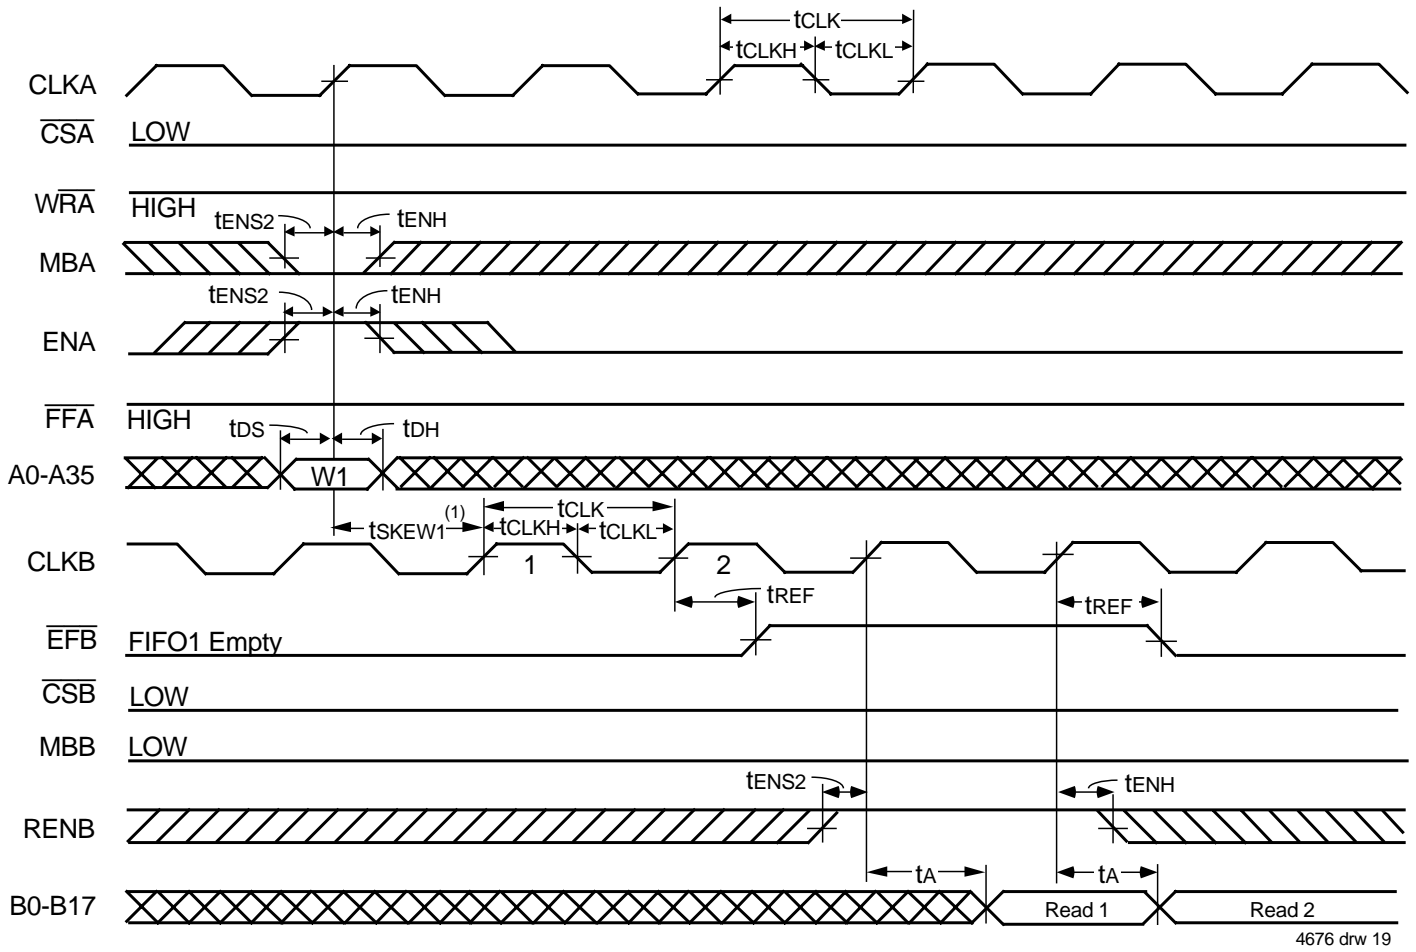 tCLK
tCLKH
tCLKL
CLKA
CSA
LOW
WRA
HIGH
tENS2
tENH
MBA
tENS2
tENH
ENA
FFA
HIGH
tDS
tDH
A0-A35
W1
tSKEW1(1)
tCLK
tCLKH
tCLKL
CLKB
1
2
tREF
tREF
EFB
FIFO1 Empty
CSB
LOW
MBB
LOW
tENS2
tENH
RENB
tA
tA
B0-B17
Read 1
Read 2
4676 drw 19